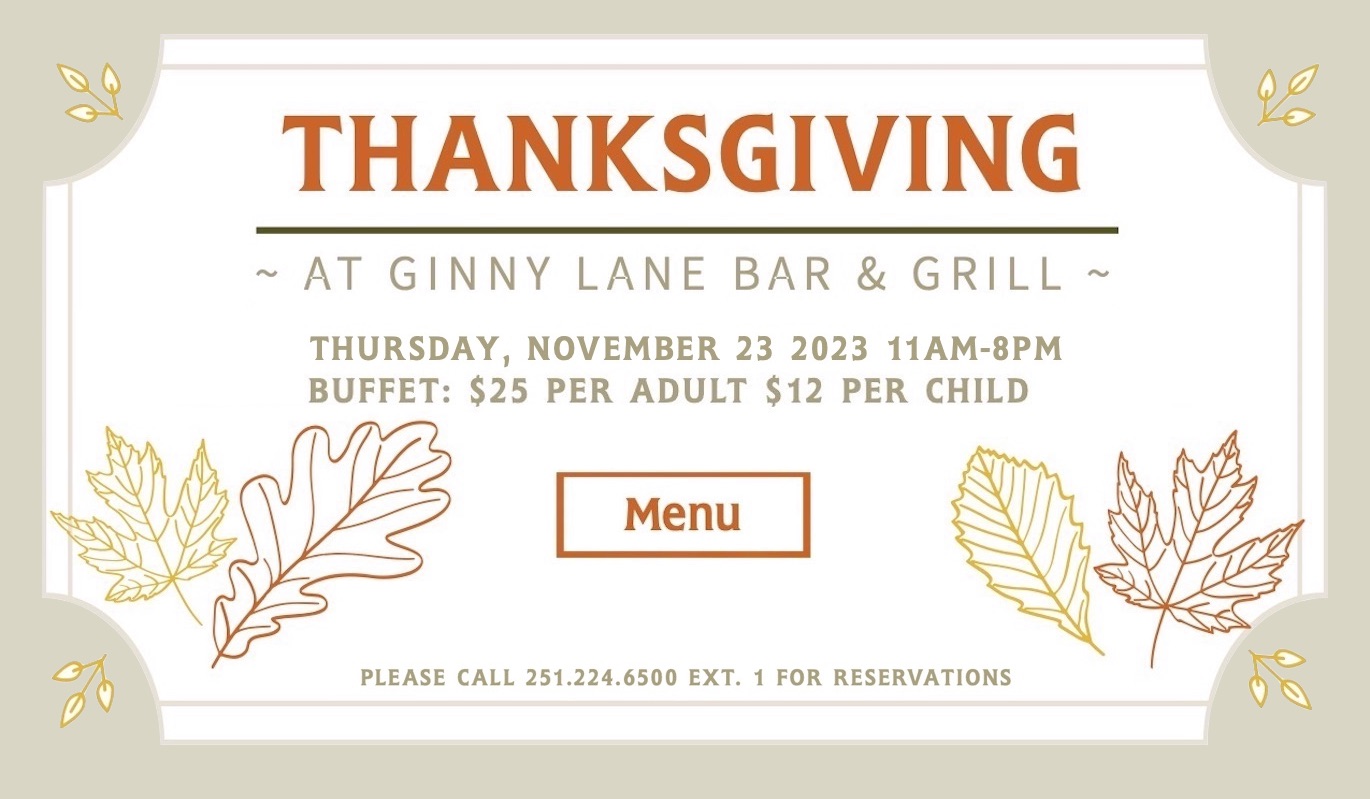 THANKSGIVING
~ AT GINNY LANE BAR & GRILL ~
THURSDAY, NOVEMBER 23 2023 11AM-8PM
BUFFET: $25 PER ADULT $12 PER CHILD
Menu
PLEASE CALL 251.224.6500 EXT. 1 FOR RESERVATIONS